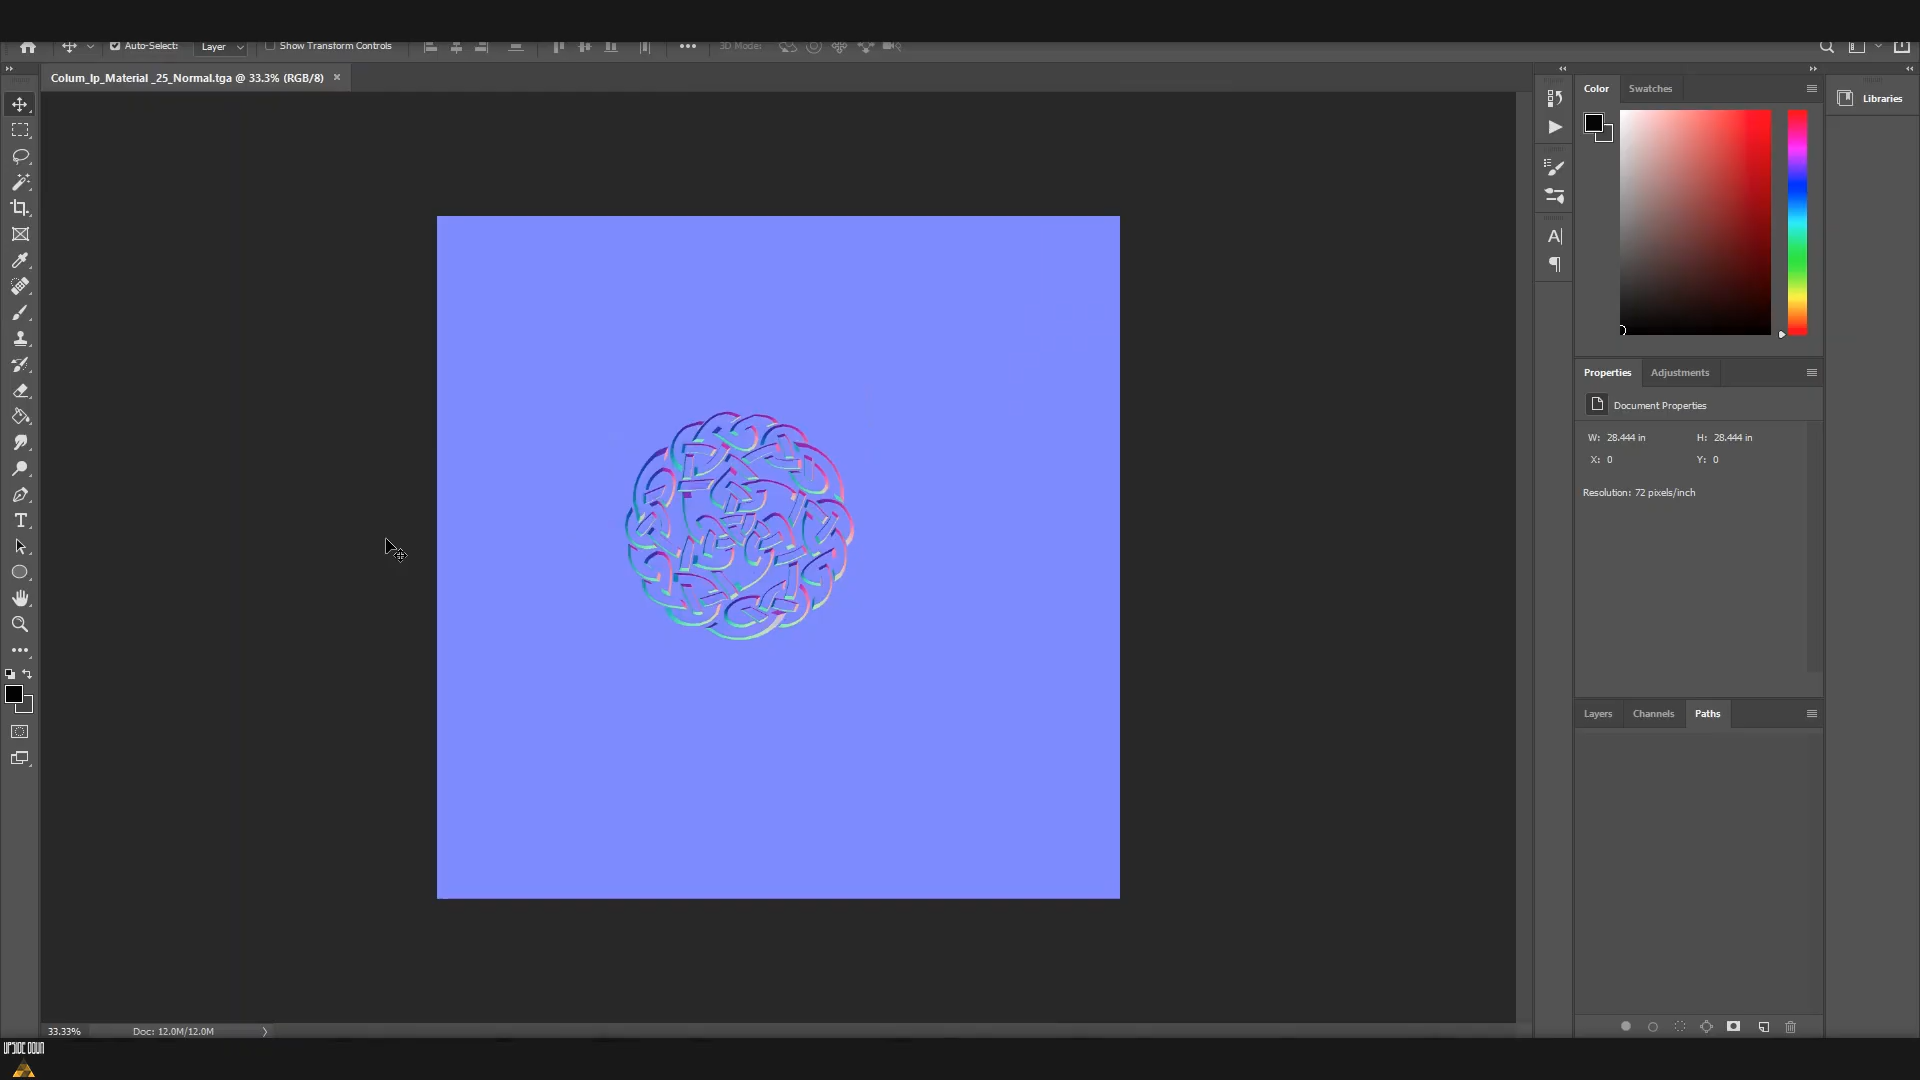 Auto-Select:
Layer
Show Transform Controls
3D Mode:
Colum_lp_Material _25_Normal.tga @ 33.3% (RGB/8)
Color
Swatches
Libraries
Properties
Adjustments
Document Properties
W: 28.444 in
H: 28.444 in
X: 0
Y: 0
Resolution: 72 pixels/inch
Layers
Channels
Paths
33.33%
Doc: 12.0M/12.0M
UPSIDE DOWN